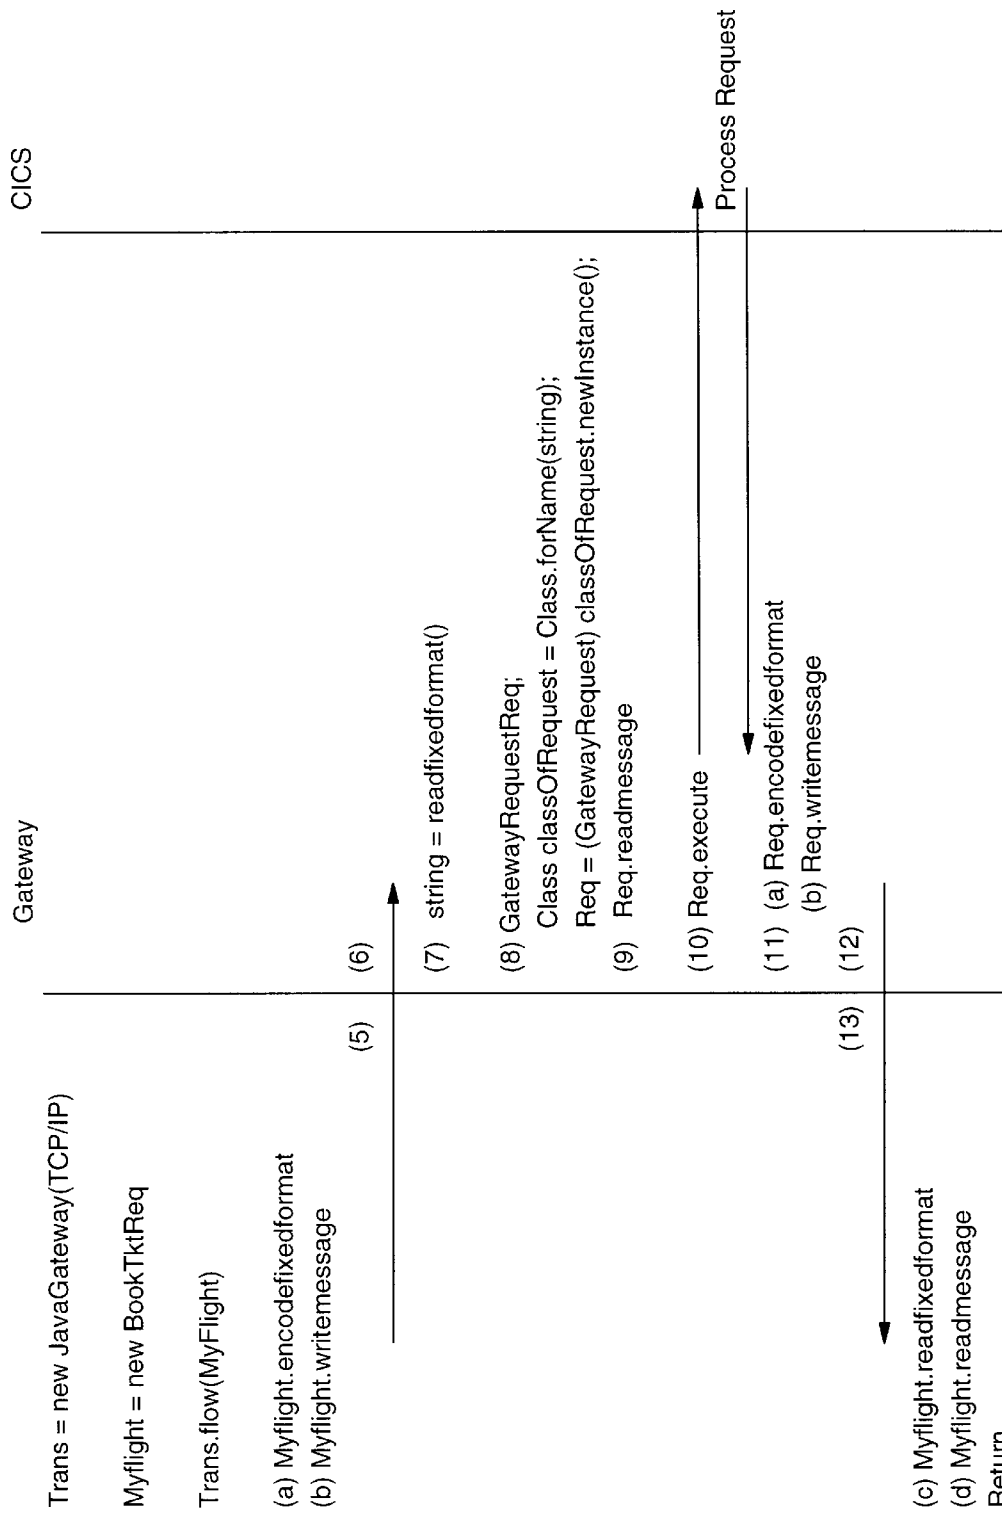 Gateway
CICS
Trans = new JavaGateway(TCP/IP)
Myflight = new BookTktReq
Trans.flow(MyFlight)
(a) Myflight.encodefixedformat
(b) Myflight.writemessage
(5)
(6)
(7) string = readfixedformat()
(8) GatewayRequestReq;
Class classOfRequest = Class.forName(string);
Req = (GatewayRequest) classOfRequest.newInstance();
(9) Req.readmessage
(10) Req.execute
Process Request
(11) (a) Req.encodefixedformat
(b) Req.writemessage
(12)
(13)
(c) Myflight.readfixedformat
(d) Myflight.readmessage
Return